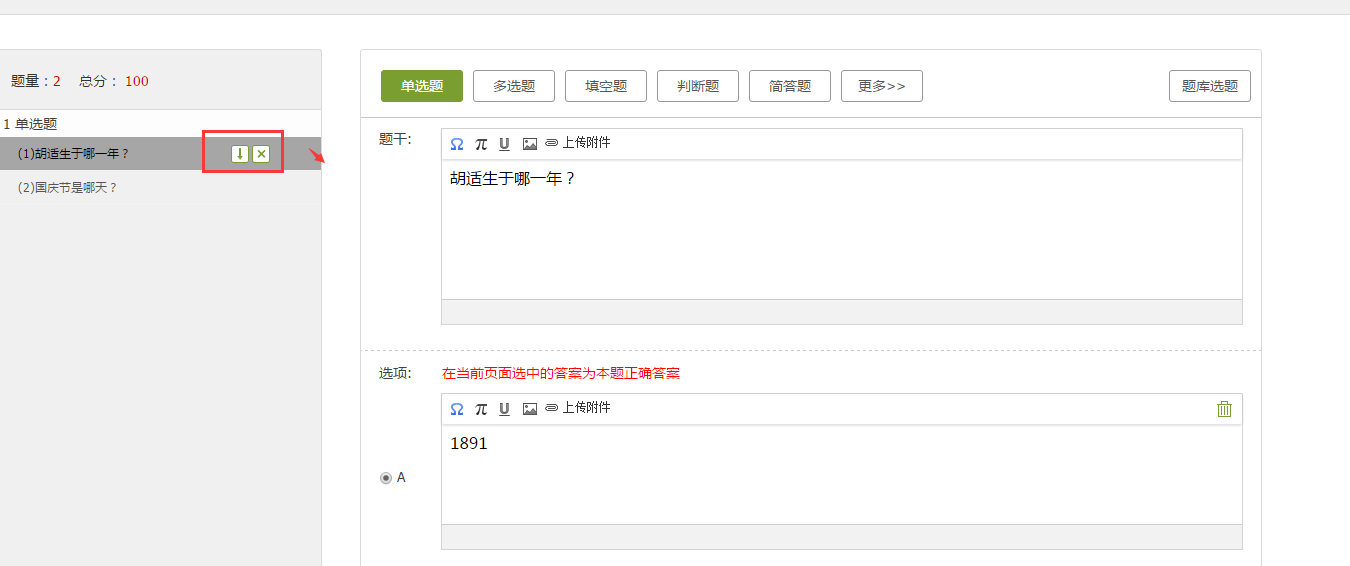 题量：2 总分： 100
1 单选题
(1)胡适生于哪一年？
(2)国庆节是哪天？
单选题 多选题 填空题 判断题 简答题 更多>> 题库选题
题干:
Ω π U 上传附件
胡适生于哪一年？
选项: 在当前页面选中的答案为本题正确答案
Ω π U 上传附件
1891
A